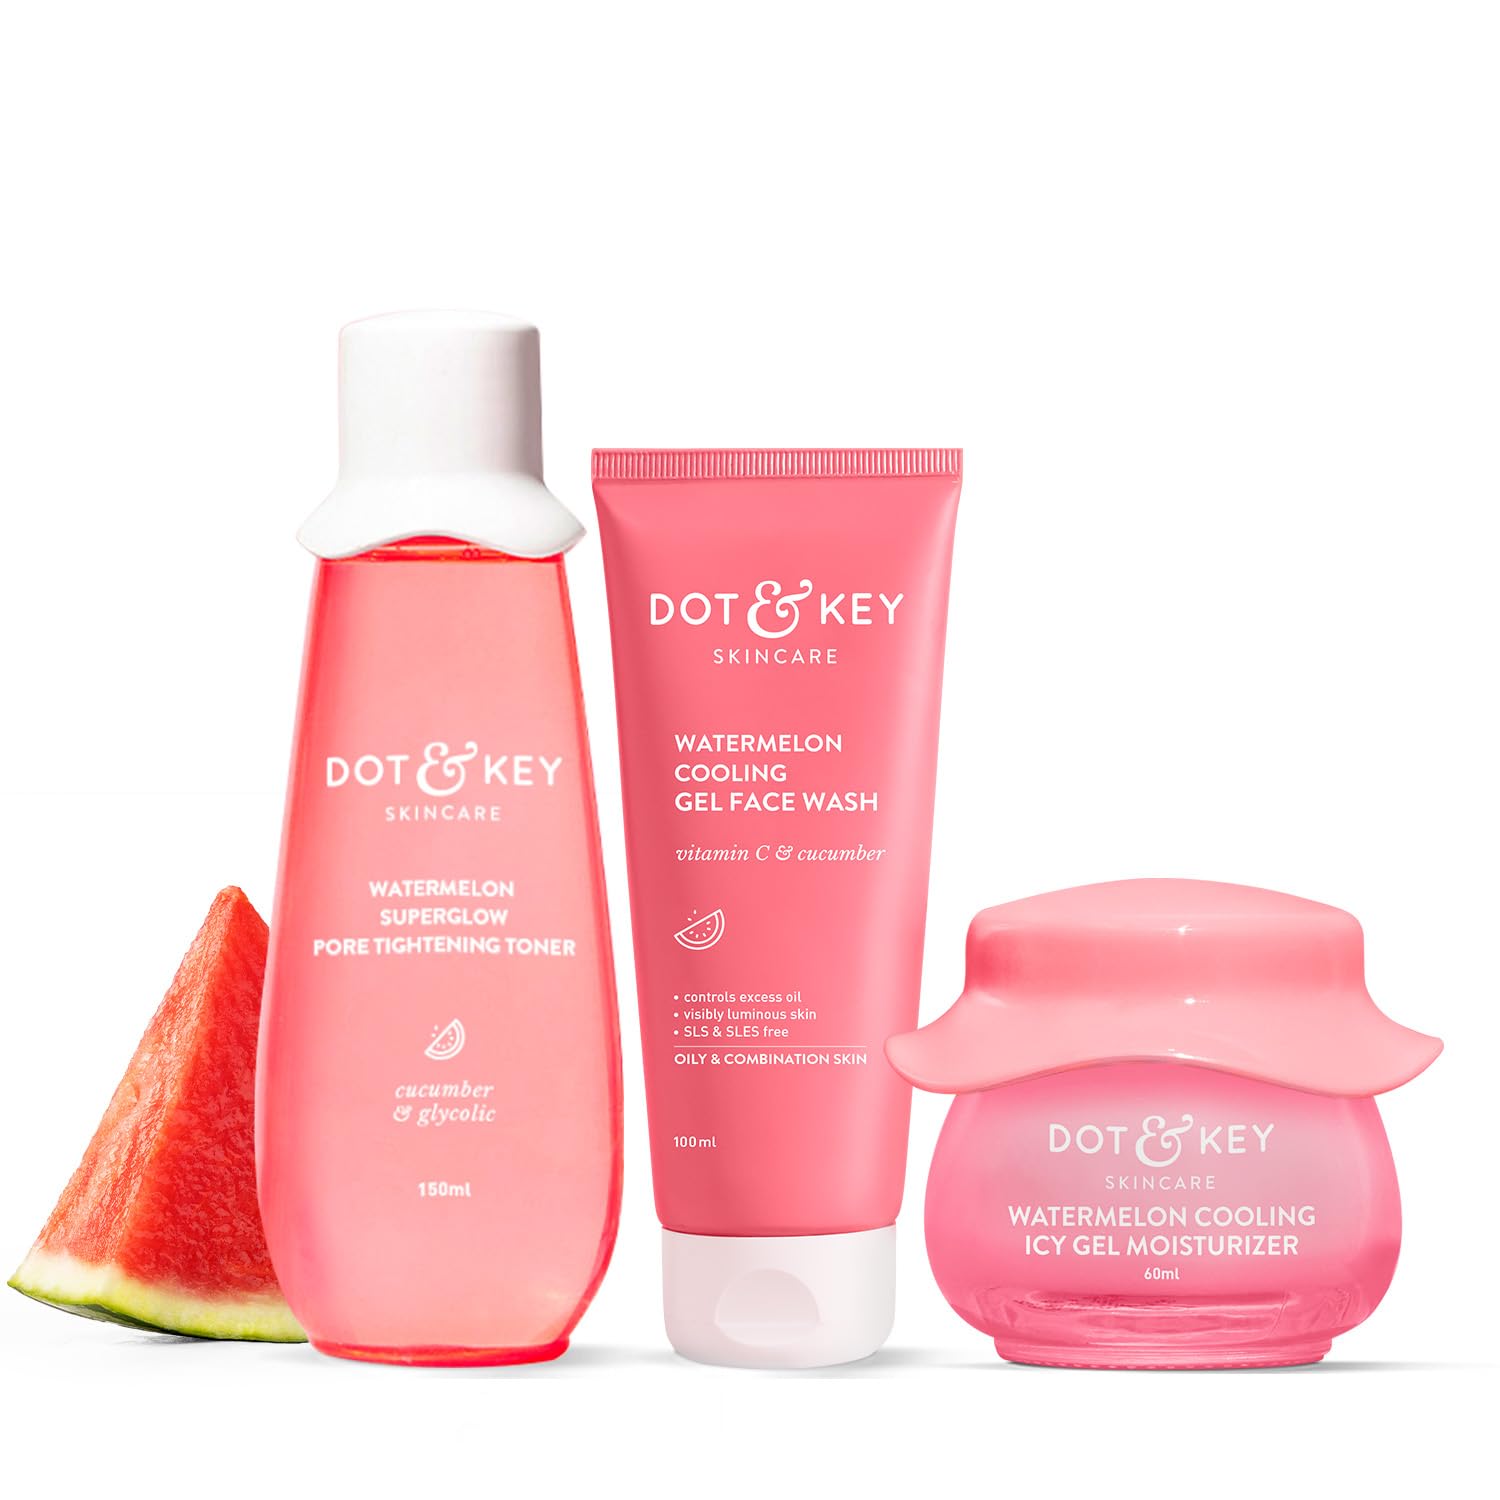 DOT & KEY
SKINCARE
WATERMELON
SUPERGLOW
PORE TIGHTENING TONER
cucumber
& glycolic
150ml
DOT & KEY
SKINCARE
WATERMELON
COOLING
GEL FACE WASH
vitamin C & cucumber
• controls excess oil
• visibly luminous skin
• SLS & SLES free
OILY & COMBINATION SKIN
100ml
DOT & KEY
SKINCARE
WATERMELON COOLING
ICY GEL MOISTURIZER
60ml